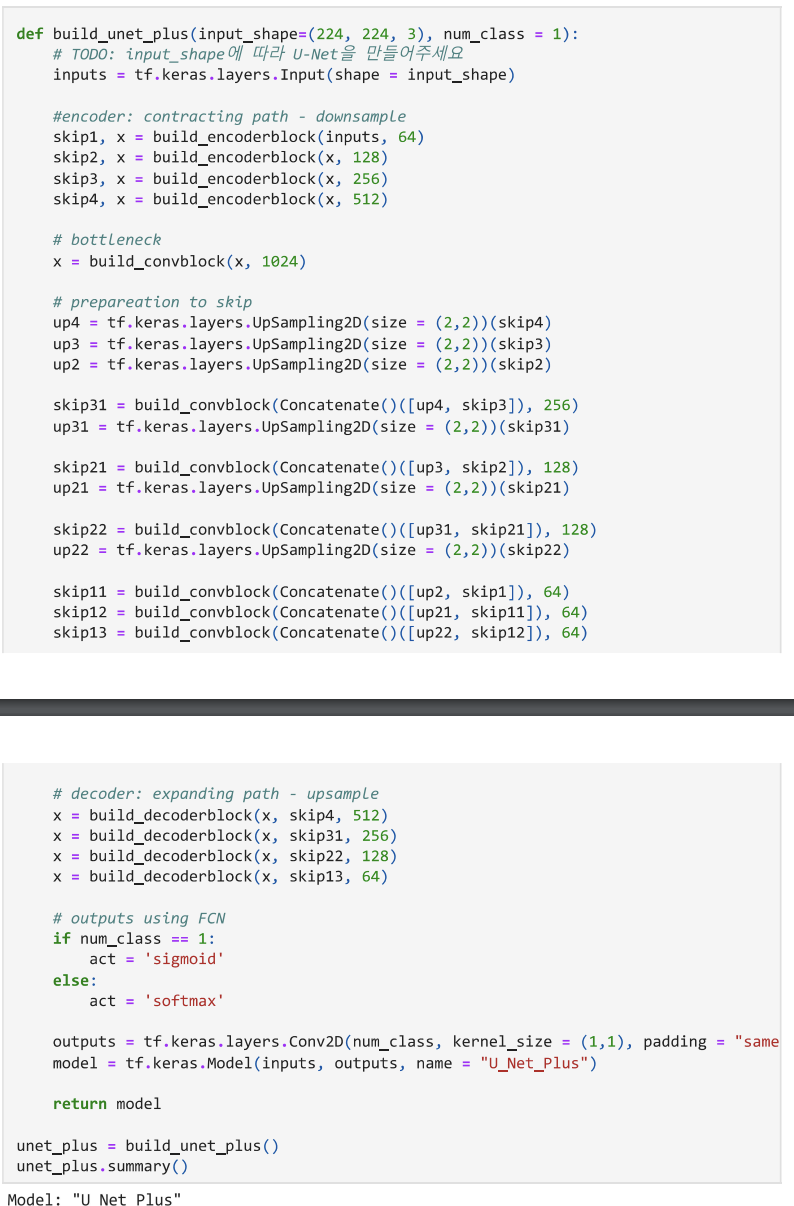 def build_unet_plus(input_shape=(224, 224, 3), num_class = 1):
    # TODO: input_shape에 따라 U-Net을 만들어주세요
    inputs = tf.keras.layers.Input(shape = input_shape)

    #encoder: contracting path - downsample
    skip1, x = build_encoderblock(inputs, 64)
    skip2, x = build_encoderblock(x, 128)
    skip3, x = build_encoderblock(x, 256)
    skip4, x = build_encoderblock(x, 512)

    # bottleneck
    x = build_convblock(x, 1024)

    # prepareation to skip
    up4 = tf.keras.layers.UpSampling2D(size = (2,2))(skip4)
    up3 = tf.keras.layers.UpSampling2D(size = (2,2))(skip3)
    up2 = tf.keras.layers.UpSampling2D(size = (2,2))(skip2)

    skip31 = build_convblock(Concatenate()([up4, skip3]), 256)
    up31 = tf.keras.layers.UpSampling2D(size = (2,2))(skip31)

    skip21 = build_convblock(Concatenate()([up3, skip2]), 128)
    up21 = tf.keras.layers.UpSampling2D(size = (2,2))(skip21)

    skip22 = build_convblock(Concatenate()([up31, skip21]), 128)
    up22 = tf.keras.layers.UpSampling2D(size = (2,2))(skip22)

    skip11 = build_convblock(Concatenate()([up2, skip1]), 64)
    skip12 = build_convblock(Concatenate()([up21, skip11]), 64)
    skip13 = build_convblock(Concatenate()([up22, skip12]), 64)

    # decoder: expanding path - upsample
    x = build_decoderblock(x, skip4, 512)
    x = build_decoderblock(x, skip31, 256)
    x = build_decoderblock(x, skip22, 128)
    x = build_decoderblock(x, skip13, 64)

    # outputs using FCN
    if num_class == 1:
        act = 'sigmoid'
    else:
        act = 'softmax'

    outputs = tf.keras.layers.Conv2D(num_class, kernel_size = (1,1), padding = "same
    model = tf.keras.Model(inputs, outputs, name = "U_Net_Plus")

    return model

unet_plus = build_unet_plus()
unet_plus.summary()
Model: "U Net Plus"